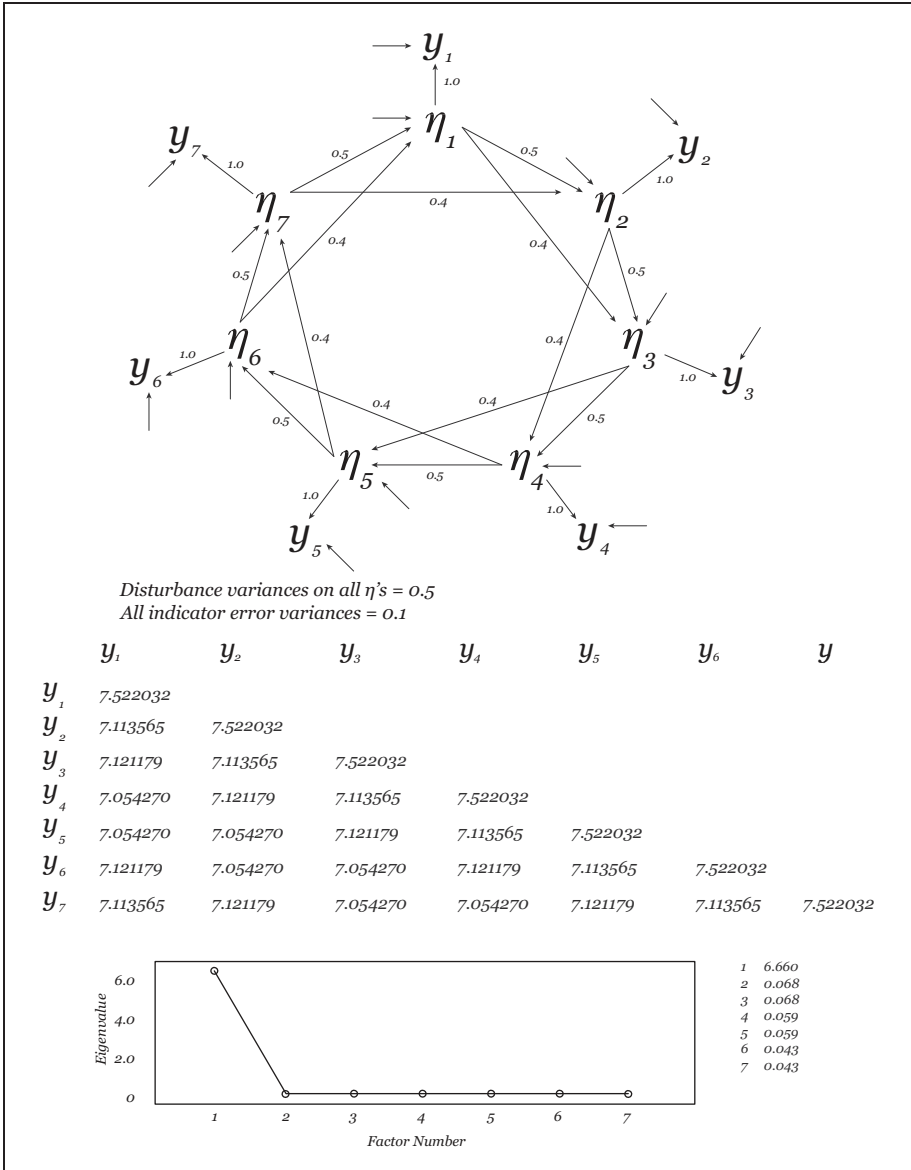 y1
1.0
η1
y7
1.0
0.5
0.5
y2
1.0
η7
0.4
η2
0.4
0.4
0.5
0.5
η6
1.0
y6
0.4
0.4
η3
1.0
y3
0.4
0.4
0.5
0.5
η5
0.5
η4
1.0
1.0
y5
y4
Disturbance variances on all η's = 0.5
All indicator error variances = 0.1
y1 y2 y3 y4 y5 y6 y
y1 7.522032
y2 7.113565 7.522032
y3 7.121179 7.113565 7.522032
y4 7.054270 7.121179 7.113565 7.522032
y5 7.054270 7.054270 7.121179 7.113565 7.522032
y6 7.121179 7.054270 7.054270 7.121179 7.113565 7.522032
y7 7.113565 7.121179 7.054270 7.054270 7.121179 7.113565 7.522032
Eigenvalue
6.0
4.0
2.0
0
1 2 3 4 5 6 7
Factor Number
1 6.660
2 0.068
3 0.068
4 0.059
5 0.059
6 0.043
7 0.043